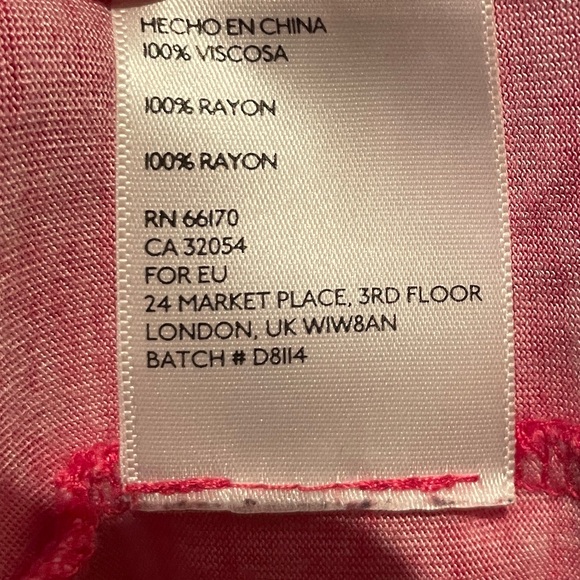 HECHO EN CHINA
100% VISCOSA
100% RAYON
100% RAYON
RN 66170
CA 32054
FOR EU
24 MARKET PLACE, 3RD FLOOR
LONDON, UK W1W8AN
BATCH # D8114